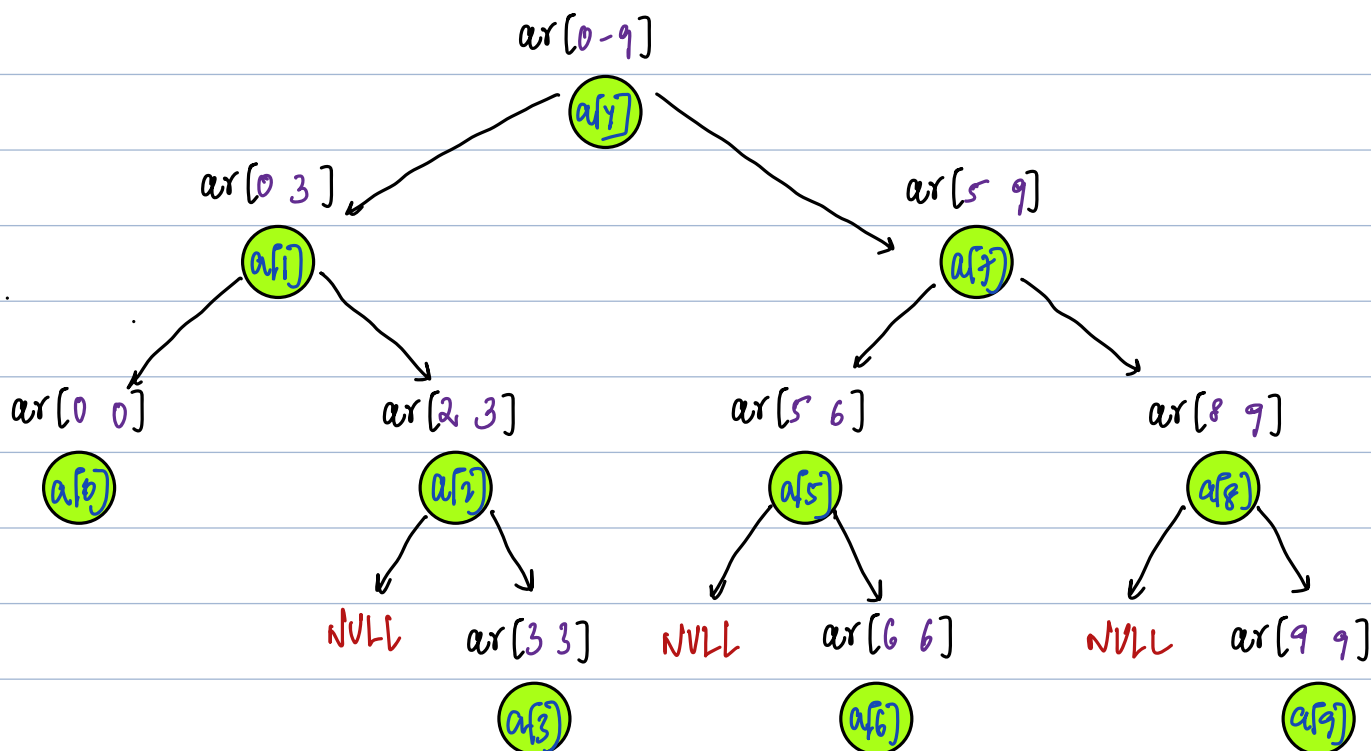 ar[0-9]
a[4]
ar[0 3]
ar[5 9]
a[1]
a[7]
ar[0 0]
ar[2 3]
ar[5 6]
ar[8 9]
a[0]
a[2]
a[5]
a[8]
NULL
ar[3 3]
NULL
ar[6 6]
NULL
ar[9 9]
a[3]
a[6]
a[9]